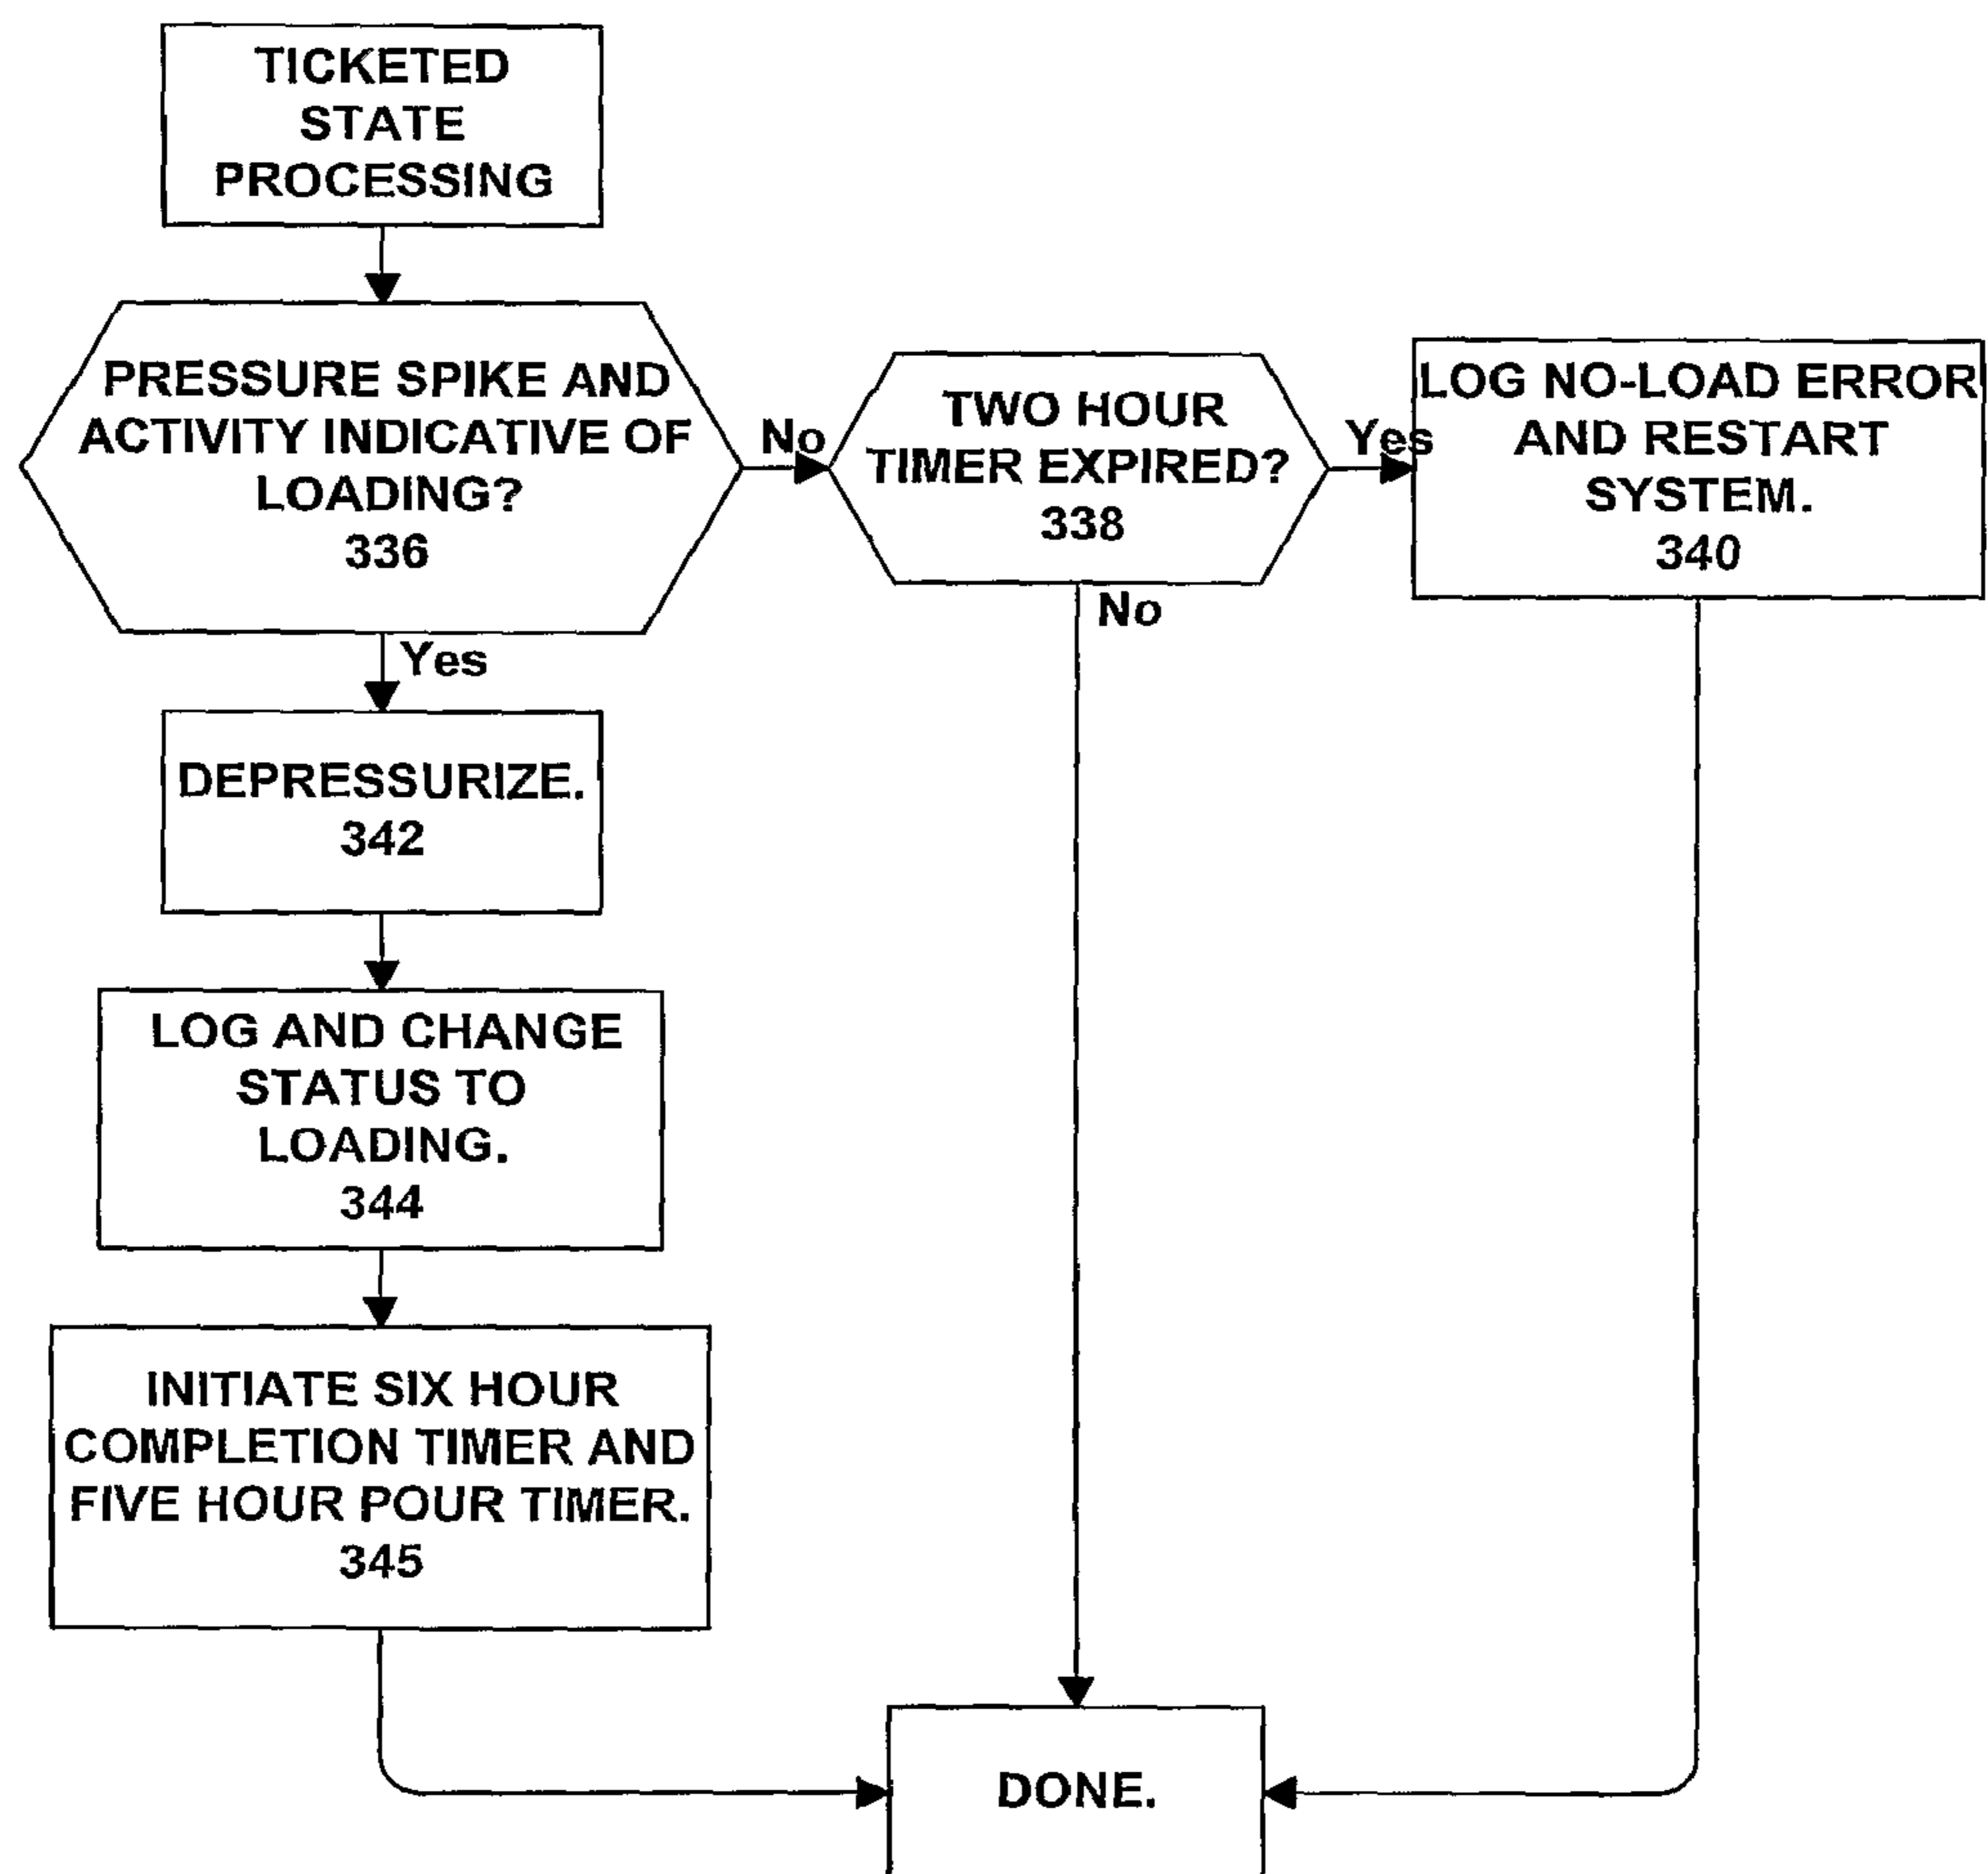 TICKETED
STATE
PROCESSING
PRESSURE SPIKE AND
ACTIVITY INDICATIVE OF
LOADING?
336
No
TWO HOUR
TIMER EXPIRED?
338
Yes
LOG NO-LOAD ERROR
AND RESTART
SYSTEM.
340
No
Yes
DEPRESSURIZE.
342
LOG AND CHANGE
STATUS TO
LOADING.
344
INITIATE SIX HOUR
COMPLETION TIMER AND
FIVE HOUR POUR TIMER.
345
DONE.